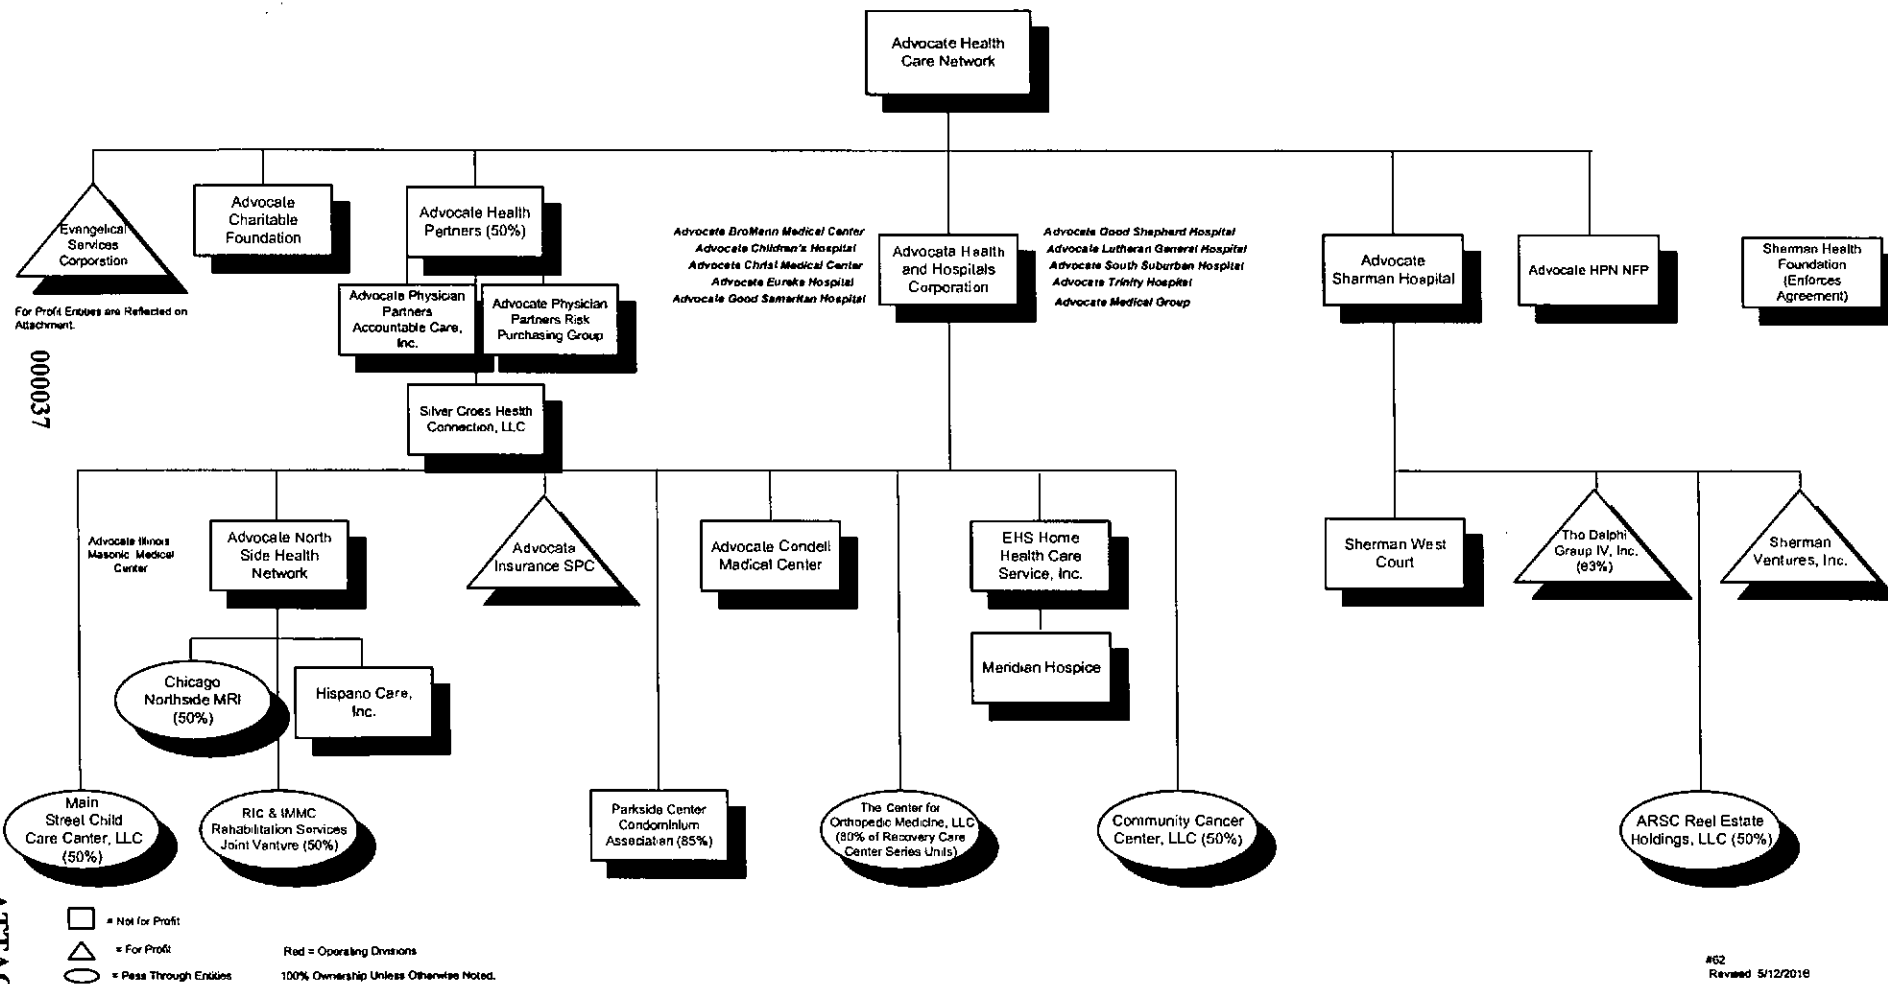 Advocate Health
Care Network
Evangelical
Services
Corporation
For Profit Entities are Reflected on
Attachment.
Advocale
Charitable
Foundation
Advocale Health
Partners (50%)
Advocate Physician
Partners
Accountable Care,
Inc.
Advocate Physician
Partners Risk
Purchasing Group
Silver Cross Health
Connection, LLC
Advocate BroMenn Medical Center
Advocate Children's Hospital
Advocate Christ Medical Center
Advocate Eureka Hospital
Advocate Good Samaritan Hospital
Advocata Health
and Hospitals
Corporation
Advocate Good Shepherd Hospital
Advocate Lutheran General Hospital
Advocate South Suburban Hospital
Advocate Trinity Hospital
Advocate Medical Group
Advocate
Sharman Hospital
Advocate HPN NFP
Sherman Health
Foundation
(Enforces
Agreement)
000037
Advocate Illinois
Masonic Medical
Center
Advocate North
Side Health
Network
Advocata
Insurance SPC
Advocate Condell
Madical Center
EHS Home
Health Care
Service, Inc.
Meridian Hospice
Sherman West
Court
Tho Dalphi
Group IV, Inc.
(83%)
Sherman
Ventures, Inc.
Chicago
Northside MRI
(50%)
Hispano Care,
Inc.
Main
Street Child
Care Canter, LLC
(50%)
RIC & IMMC
Rehabilitation Services
Joint Venture (50%)
Parkside Center
Condominium
Association (85%)
The Center for
Orthopedic Medicine, LLC
(80% of Recovery Care
Center Series Units)
Community Cancer
Center, LLC (50%)
ARSC Real Estate
Holdings, LLC (50%)
= Not for Profit
= For Profit
= Pass Through Entities
Red = Operating Divisions
100% Ownership Unless Otherwise Noted.
#62
Revised 5/12/2016